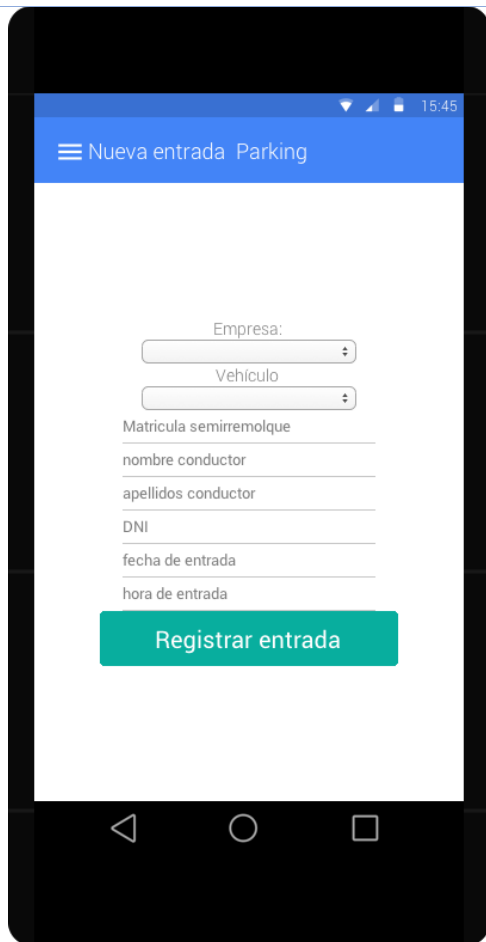 15:45
Nueva entrada Parking
Empresa:
Vehículo
Matricula semirremolque
nombre conductor
apellidos conductor
DNI
fecha de entrada
hora de entrada
Registrar entrada